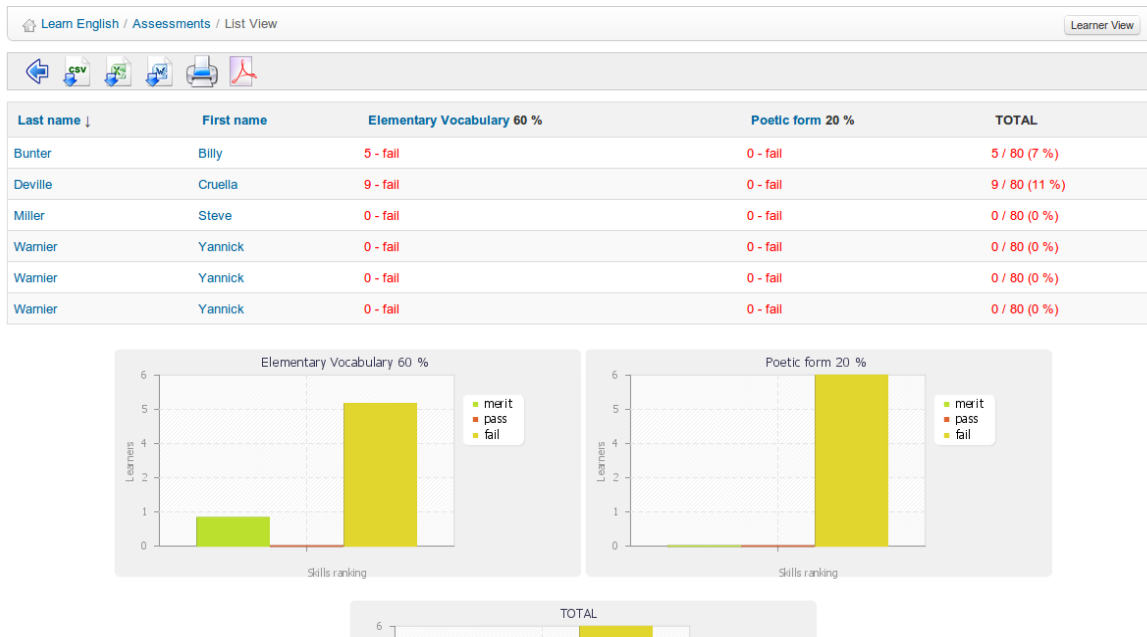 Learn English / Assessments / List View
Learner View
CSV
Last name ↓ First name Elementary Vocabulary 60 % Poetic form 20 % TOTAL
Bunter Billy 5 - fail 0 - fail 5 / 80 (7 %)
Deville Cruella 9 - fail 0 - fail 9 / 80 (11 %)
Miller Steve 0 - fail 0 - fail 0 / 80 (0 %)
Warnier Yannick 0 - fail 0 - fail 0 / 80 (0 %)
Warnier Yannick 0 - fail 0 - fail 0 / 80 (0 %)
Warnier Yannick 0 - fail 0 - fail 0 / 80 (0 %)
Elementary Vocabulary 60 %
6
5
4
2
1
0
Learners
Skills ranking
merit
pass
fail
Poetic form 20 %
6
5
4
2
1
0
Learners
Skills ranking
merit
pass
fail
TOTAL
6